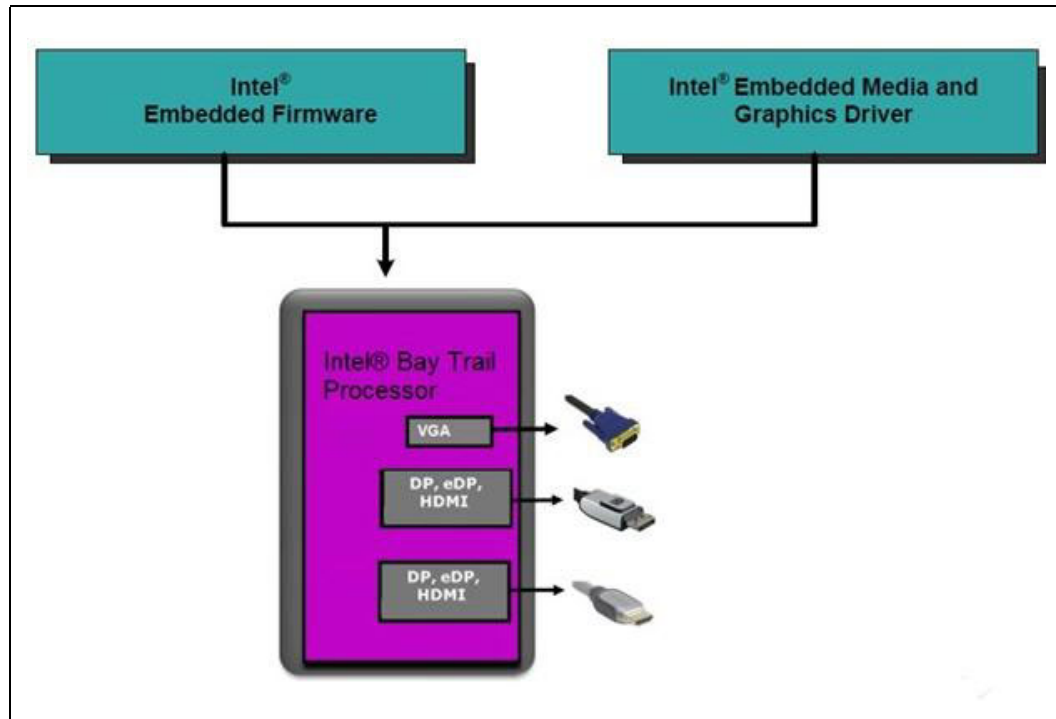 Intel®
Embedded Firmware
Intel® Embedded Media and
Graphics Driver
Intel® Bay Trail
Processor
VGA
DP, eDP,
HDMI
DP, eDP,
HDMI